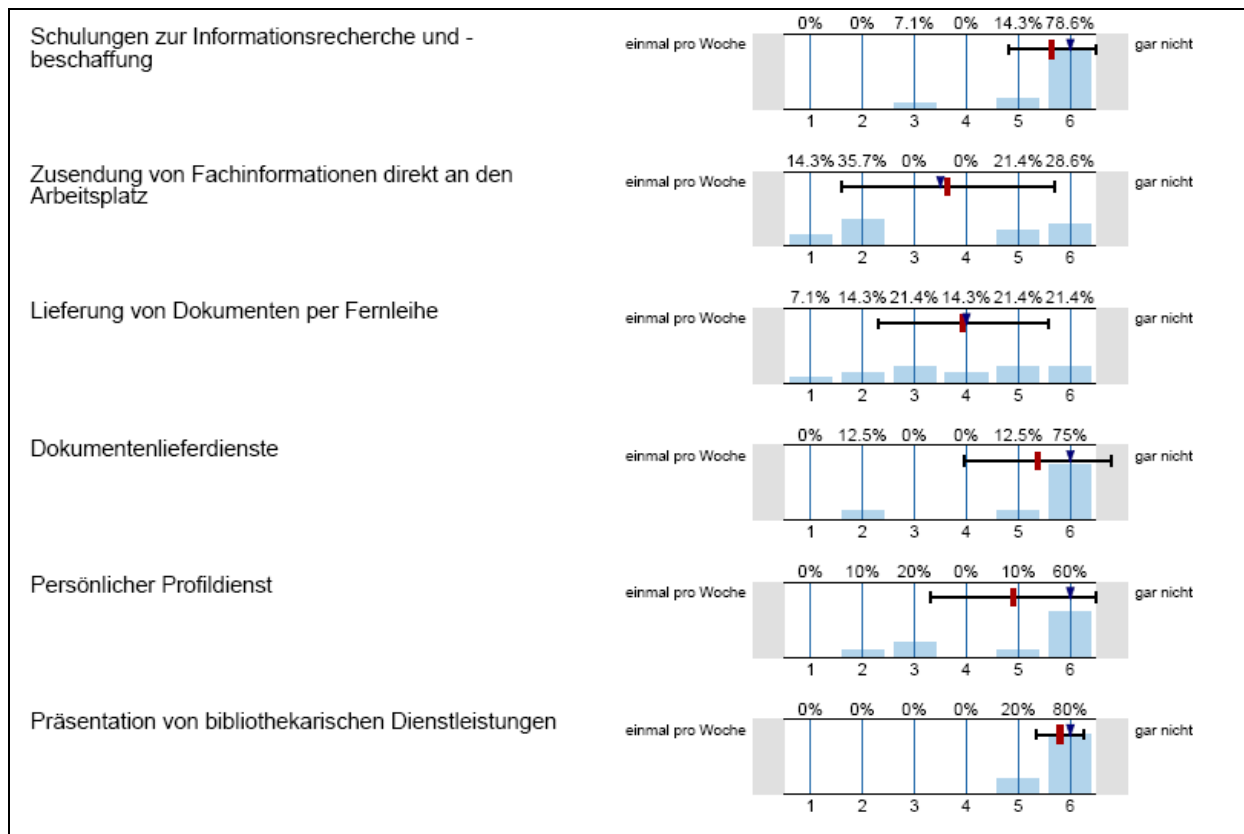 0% 0% 7.1% 0% 14.3% 78.6%
Schulungen zur Informationsrecherche und -
beschaffung
einmal pro Woche
gar nicht
1 2 3 4 5 6
14.3% 35.7% 0% 0% 21.4% 28.6%
Zusendung von Fachinformationen direkt an den
Arbeitsplatz
einmal pro Woche
gar nicht
1 2 3 4 5 6
7.1% 14.3% 21.4% 14.3% 21.4% 21.4%
Lieferung von Dokumenten per Fernleihe
einmal pro Woche
gar nicht
1 2 3 4 5 6
0% 12.5% 0% 0% 12.5% 75%
Dokumentenlieferdienste
einmal pro Woche
gar nicht
1 2 3 4 5 6
0% 10% 20% 0% 10% 60%
Persönlicher Profildienst
einmal pro Woche
gar nicht
1 2 3 4 5 6
0% 0% 0% 0% 20% 80%
Präsentation von bibliothekarischen Dienstleistungen
einmal pro Woche
gar nicht
1 2 3 4 5 6